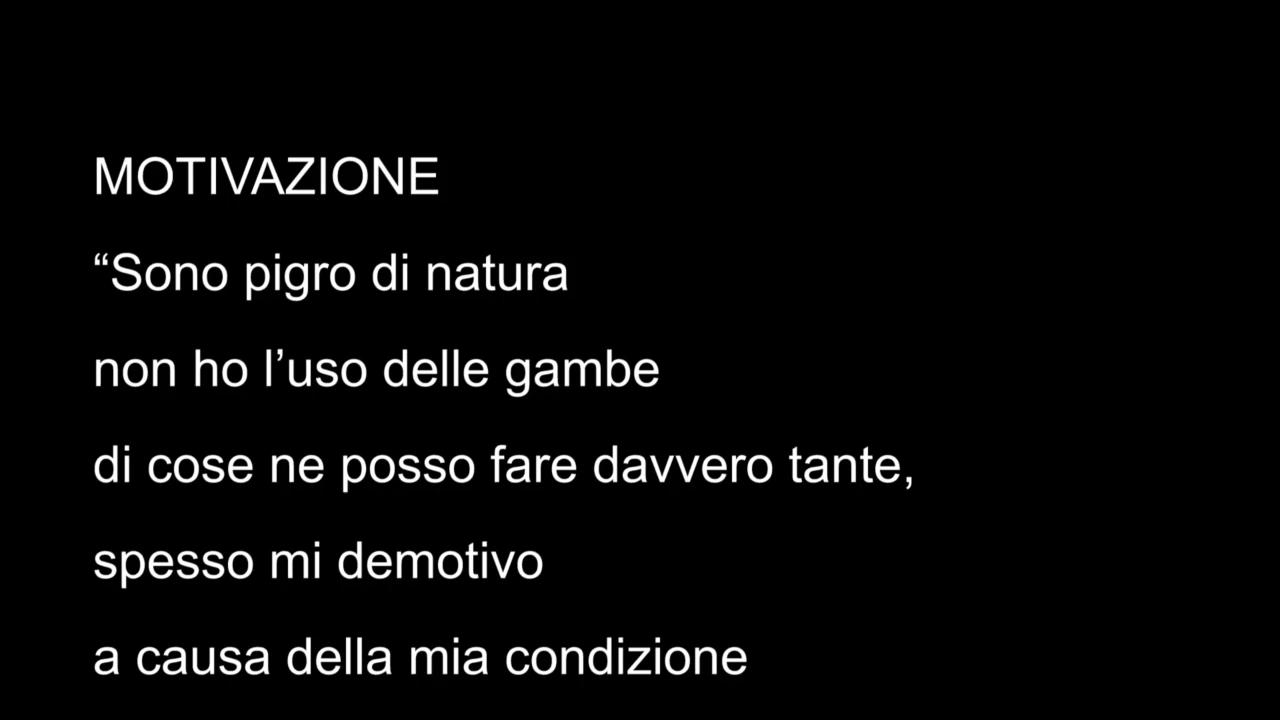 MOTIVAZIONE
“Sono pigro di natura
non ho l’uso delle gambe
di cose ne posso fare davvero tante,
spesso mi demotivo
a causa della mia condizione